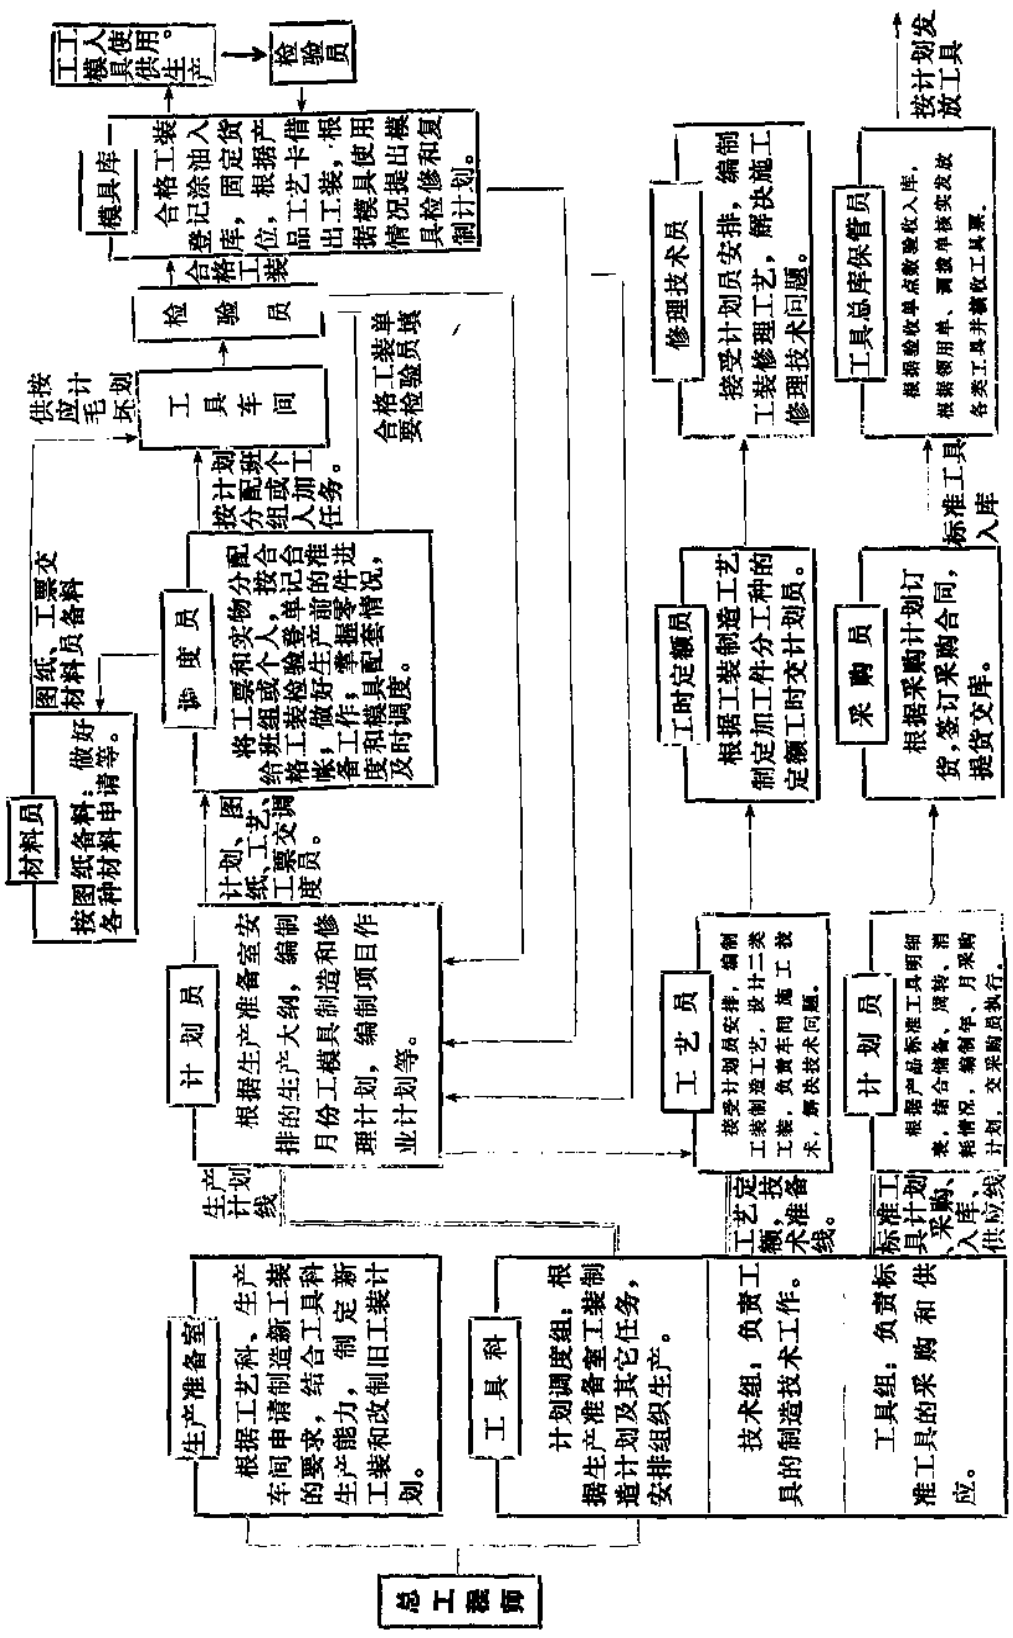 总工程师
生产准备室
根据工艺科、生产
车间申请制造新工装
的要求，结合工具科
生产能力，制定新
工装和改制旧工装计
划。
工具科
计划调度组：根
据生产准备室工装制
造计划及其它任务，
安排组织生产。
技术组：负责工
具的制造技术工作。
工具组：负责标
准工具的采购和供
应。
生产
计划
线
工艺定
额，技
术准备
线。
标准工
具计划
、采购、
入库、
供应线
计划员
根据生产准备室安
排的生产大纲，编制
月份工模具制造和修
理计划，编制项目作
业计划等。
计划、图
纸、工艺、
工票交调
度员。
工艺员
接受计划员安排，编制
工装制造工艺，设计二类
工装，负责车间施工技
术，解决技术问题。
计划员
根据产品标准工具明细
表，结合储备、周转、消
耗情况，编制年、月采购
计划，交采购员执行。
材料员
按图纸备料；做好
各种材料申请等。
图纸、工票交
材料员备料
调度员
将工票和实物分配
给班组或个人，按合
格工装检验登单记台
帐，做好生产前的准
备工作；掌握零件进
度和模具配套情况，
及时调度。
按计划
分配班
组或个
人加工
任务。
工时定额员
根据工装制造工艺
制定加工件分工种的
定额工时交计划员。
采购员
根据采购计划订
货，签订采购合同，
提货交库。
标准工具
入库
供按
应计
毛划
坯
工具车间
检验员
合格
工装
合格工装单
要检验员填
模具库
合格工装
登记涂油入
库，固定货
位，根据产
品工艺卡借
出工装，根
据模具使用
情况提出模
具检修和复
制计划。
工工
模人
具使
供用。
生
产
检验员
修理技术员
接受计划员安排，编制
工装修理工艺，解决施工
修理技术问题。
工具总库保管员
根据验收单点数验收入库，
根据领用单、调拨单核实发放
各类工具并核收工具票。
按计划发
放工具